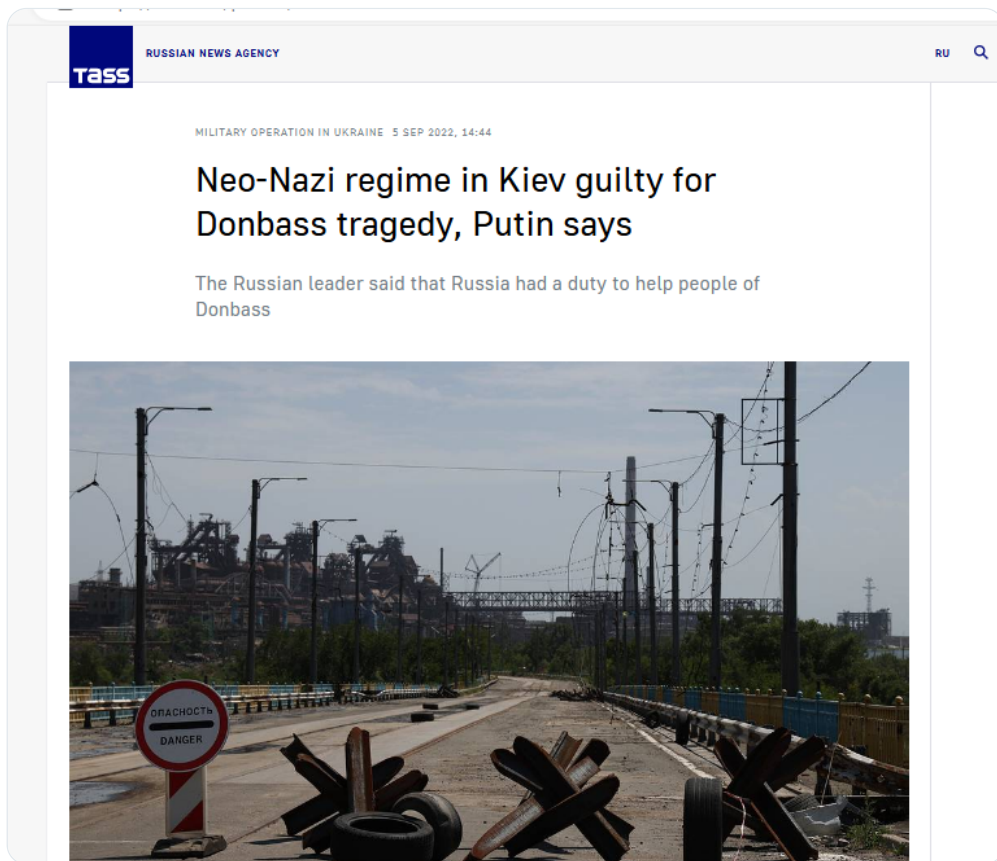 TASS
RUSSIAN NEWS AGENCY
RU
MILITARY OPERATION IN UKRAINE 5 SEP 2022, 14:44
Neo-Nazi regime in Kiev guilty for
Donbass tragedy, Putin says
The Russian leader said that Russia had a duty to help people of
Donbass
ОПАСНОСТЬ
DANGER